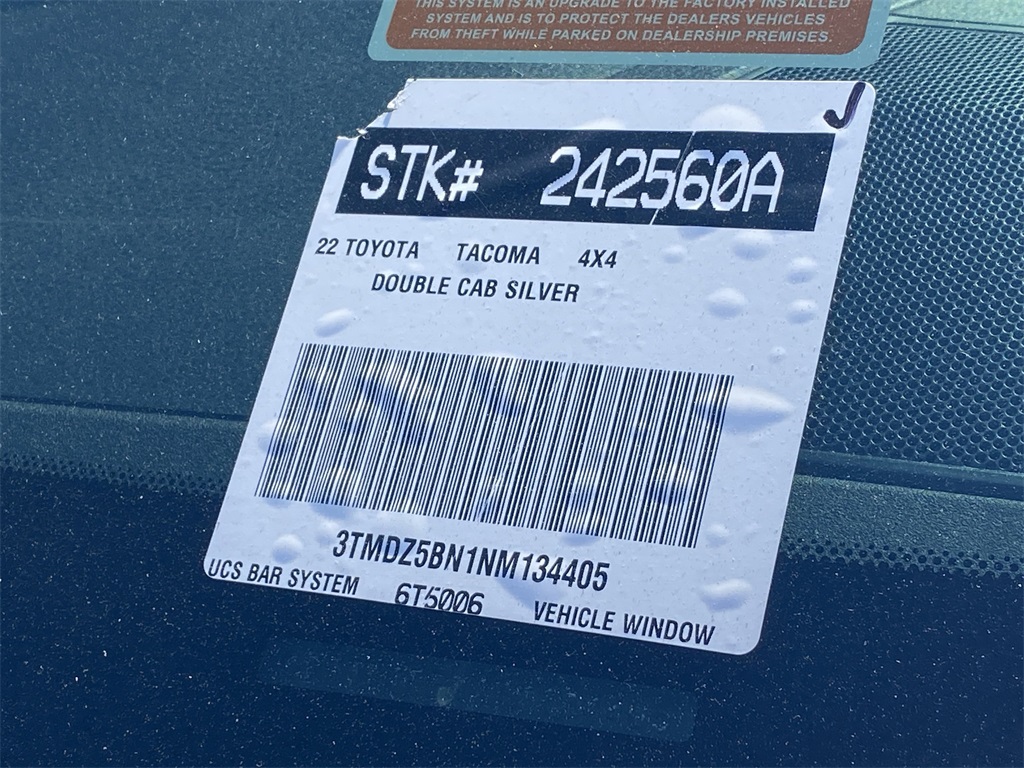 THIS SYSTEM IS AN UPGRADE TO THE FACTORY INSTALLED
SYSTEM AND IS TO PROTECT THE DEALERS VEHICLES
FROM THEFT WHILE PARKED ON DEALERSHIP PREMISES.
STK# 242560A
22 TOYOTA TACOMA 4X4
DOUBLE CAB SILVER
3TMDZ5BN1NM134405
UCS BAR SYSTEM 6T5006 VEHICLE WINDOW